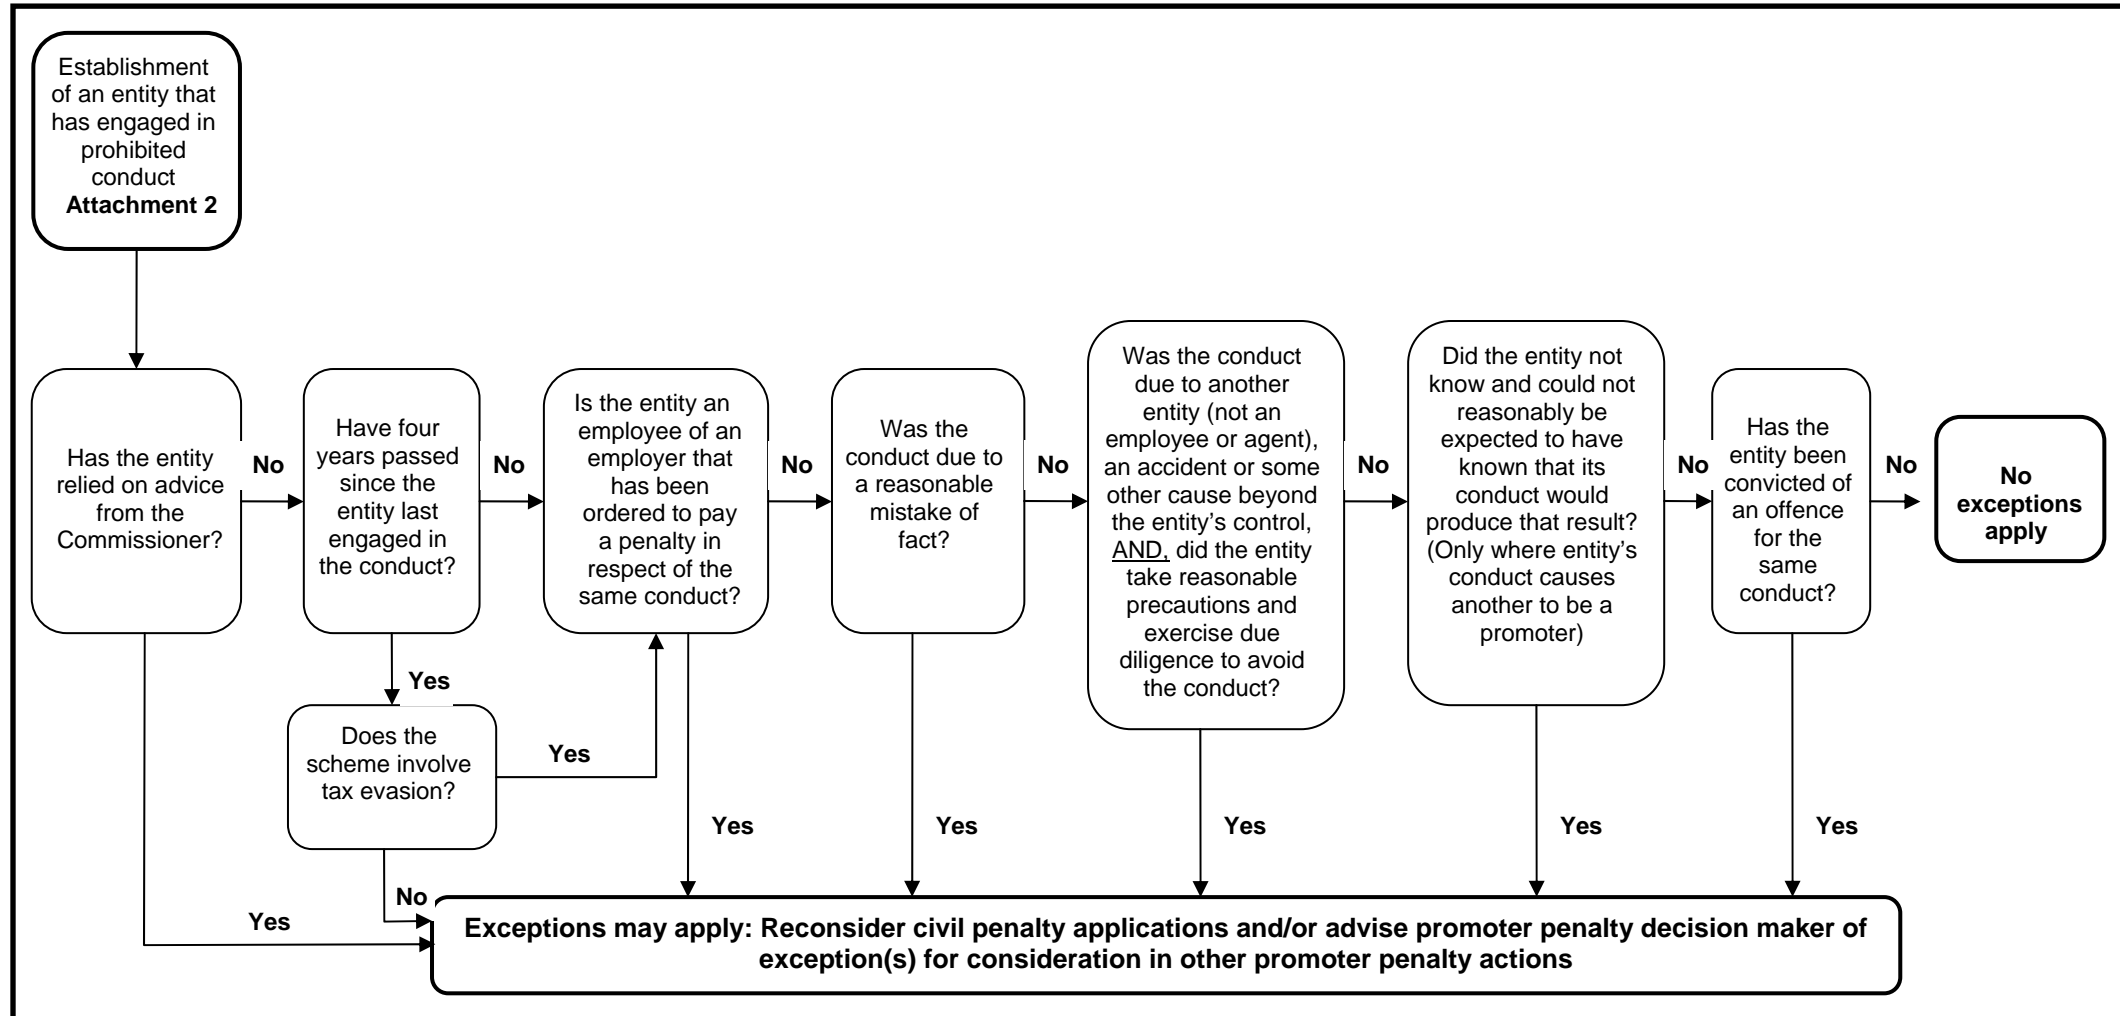 Establishment
of an entity that
has engaged in
prohibited
conduct
Attachment 2
Has the entity
relied on advice
from the
Commissioner?
No
Have four
years passed
since the
entity last
engaged in
the conduct?
No
Is the entity an
employee of an
employer that
has been
ordered to pay
a penalty in
respect of the
same conduct?
No
Was the
conduct due to
a reasonable
mistake of
fact?
No
Was the conduct
due to another
entity (not an
employee or agent),
an accident or some
other cause beyond
the entity’s control,
AND, did the entity
take reasonable
precautions and
exercise due
diligence to avoid
the conduct?
No
Did the entity not
know and could not
reasonably be
expected to have
known that its
conduct would
produce that result?
(Only where entity’s
conduct causes
another to be a
promoter)
No
Has the
entity been
convicted of
an offence
for the
same
conduct?
No
No
exceptions
apply
Yes
Does the
scheme involve
tax evasion?
Yes
Yes
Yes
Yes
Yes
Yes
No
Yes
Exceptions may apply: Reconsider civil penalty applications and/or advise promoter penalty decision maker of
exception(s) for consideration in other promoter penalty actions